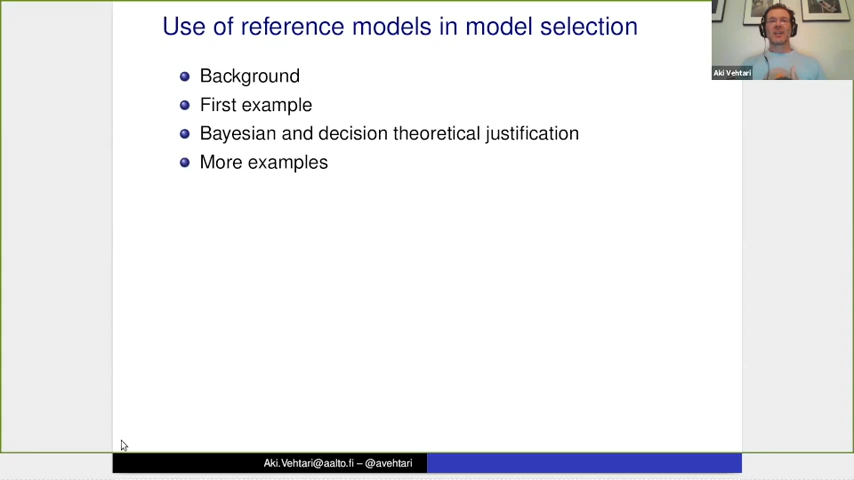 Use of reference models in model selection
Aki Vehtari
Background
First example
Bayesian and decision theoretical justification
More examples
Aki.Vehtari@aalto.fi – @avehtari